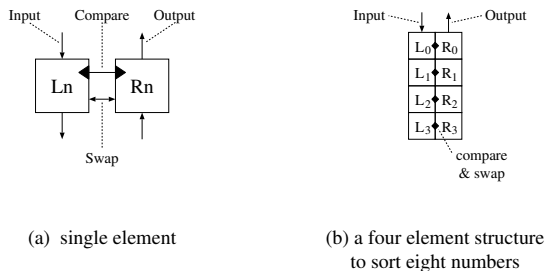 Input Compare Output
Ln Rn
Swap
(a) single element
Input Output
L0 R0
L1 R1
L2 R2
L3 R3
compare
& swap
(b) a four element structure
to sort eight numbers